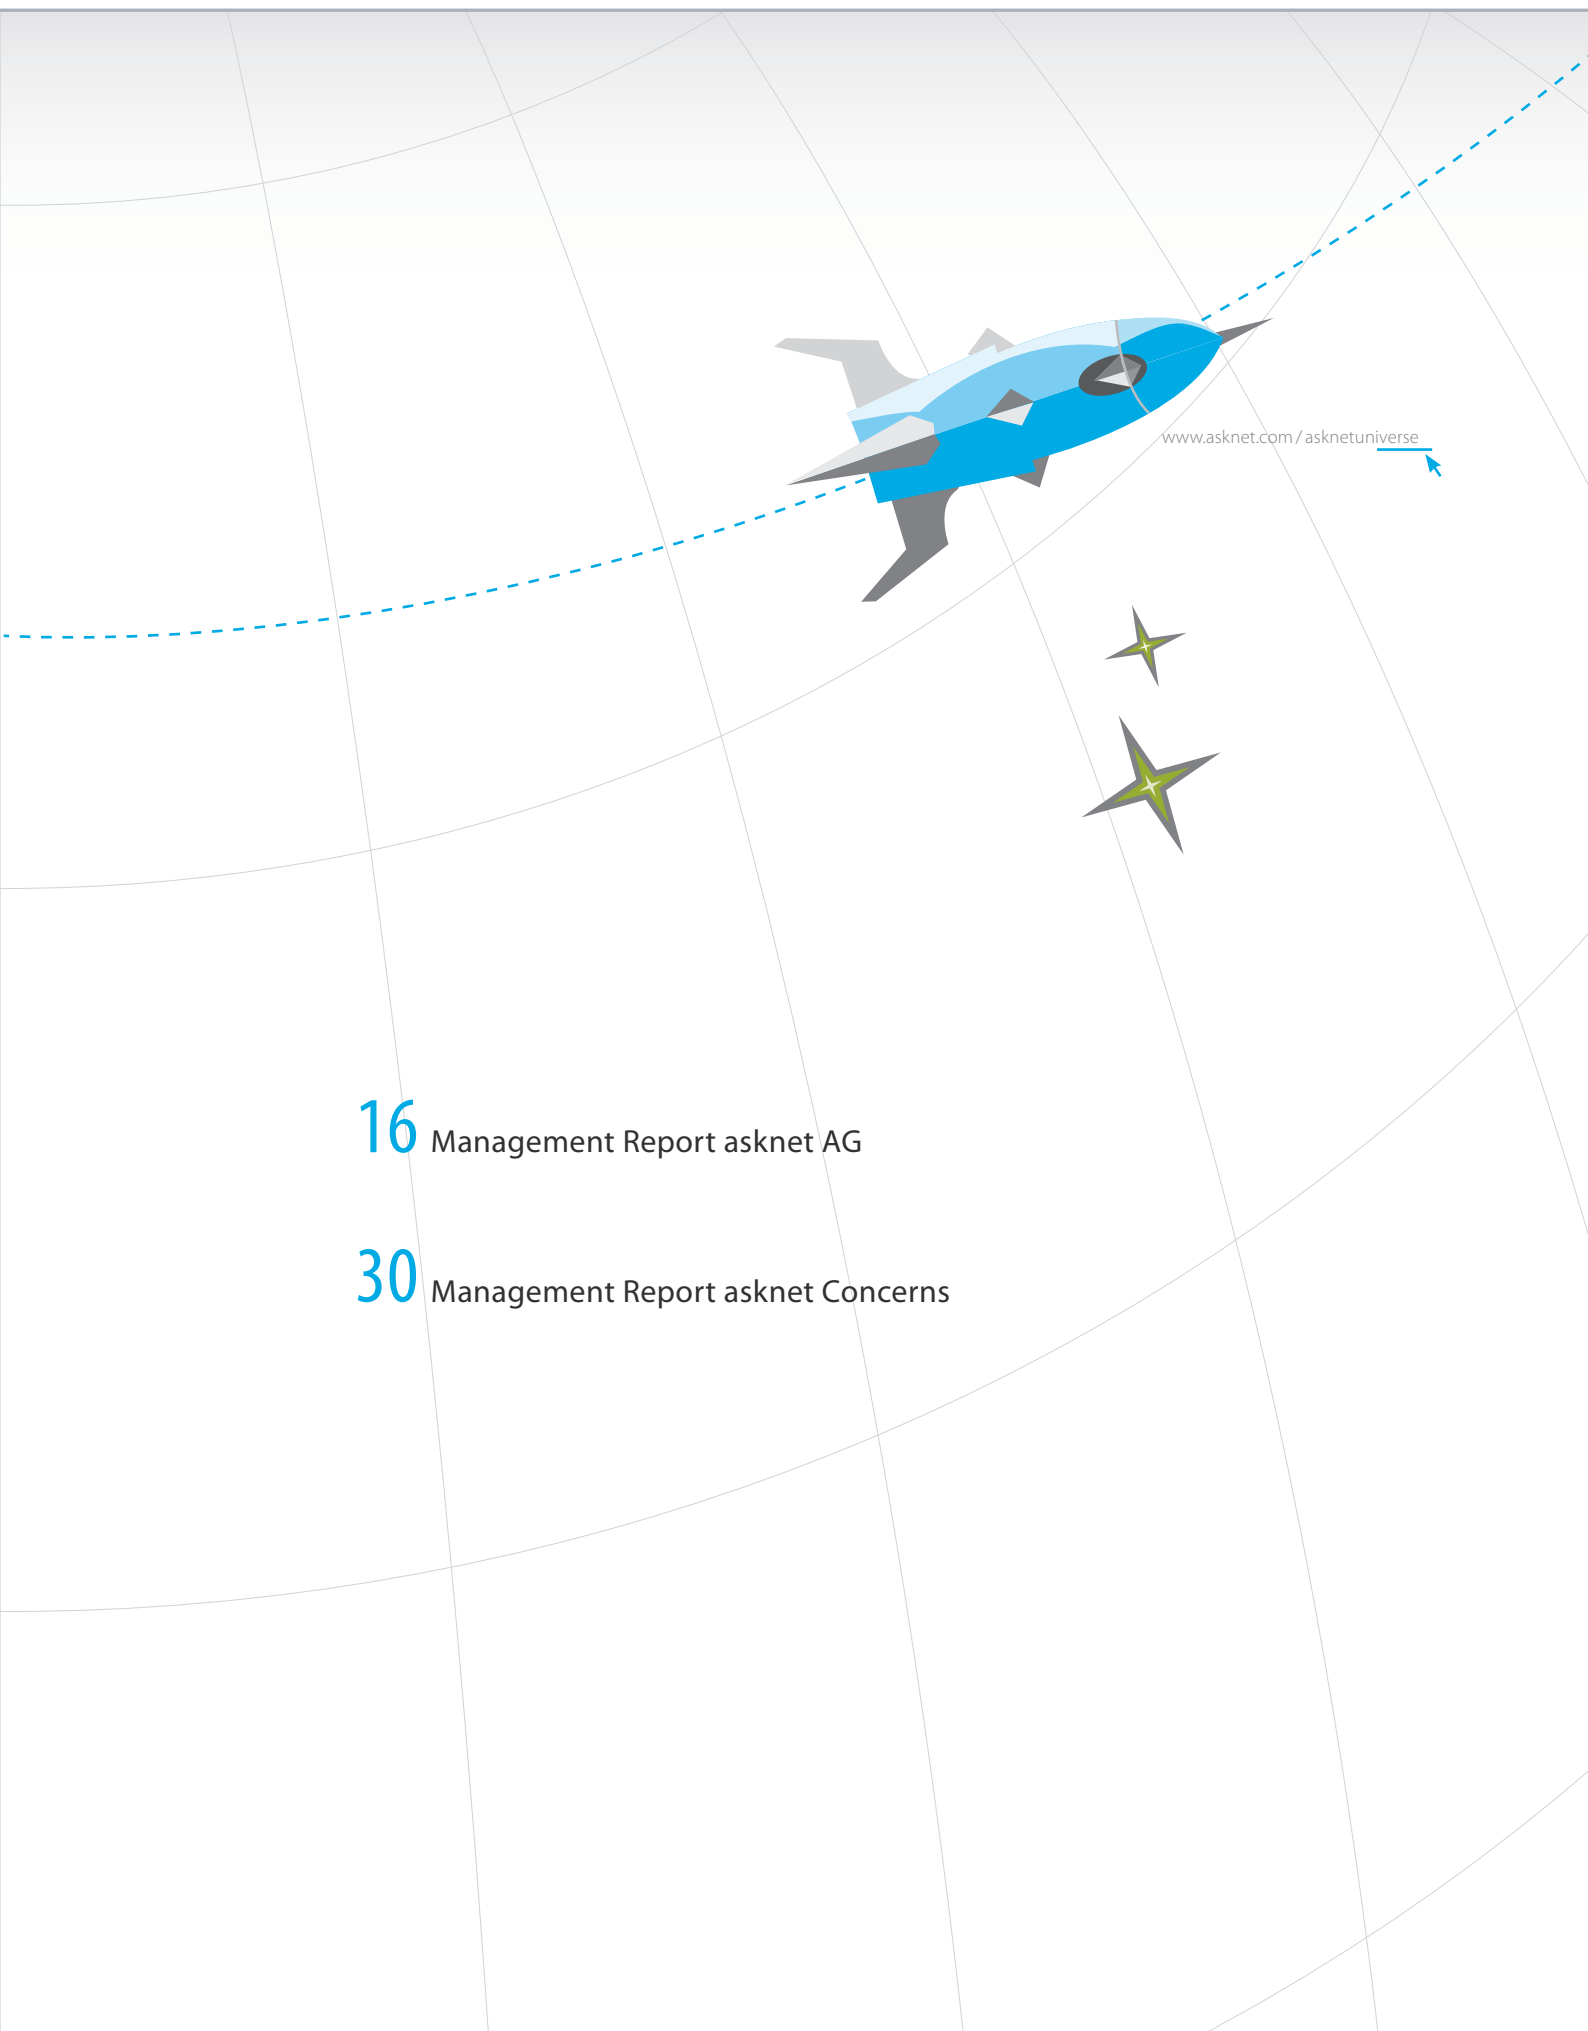 www.asknet.com/asknetuniverse
16 Management Report asknet AG
30 Management Report asknet Concerns